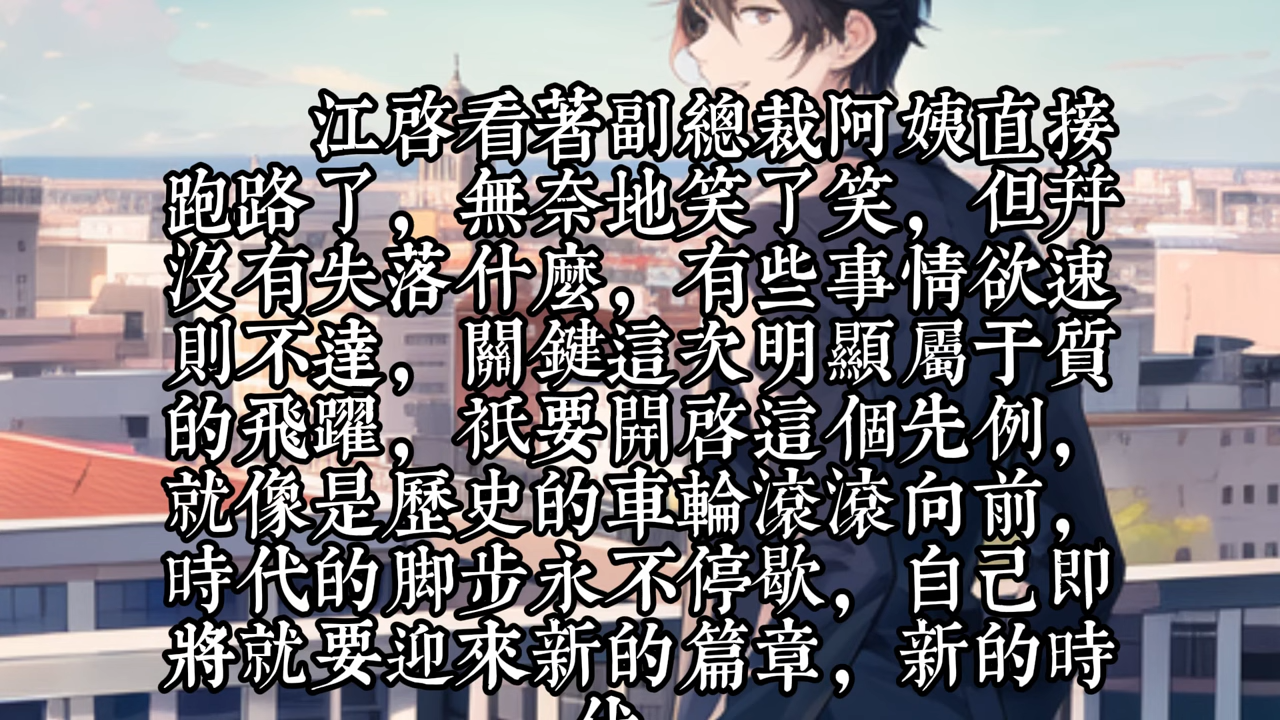 江啓看著副總裁阿姨直接
跑路了，無奈地笑了笑，但幷
沒有失落什麼，有些事情欲速
則不達，關鍵這次明顯屬于質
的飛躍，祇要開啓這個先例，
就像是歷史的車輪滾滾向前，
時代的脚步永不停歇，自己即
將就要迎來新的篇章，新的時
代